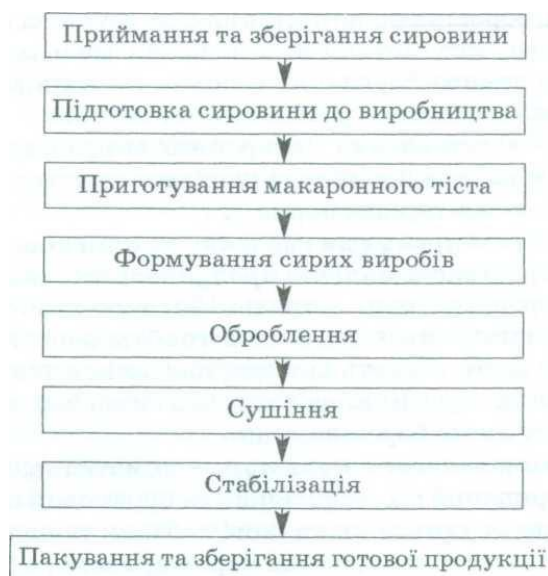 Приймання та зберігання сировини
Підготовка сировини до виробництва
Приготування макаронного тіста
Формування сирих виробів
Оброблення
Сушіння
Стабілізація
Пакування та зберігання готової продукції